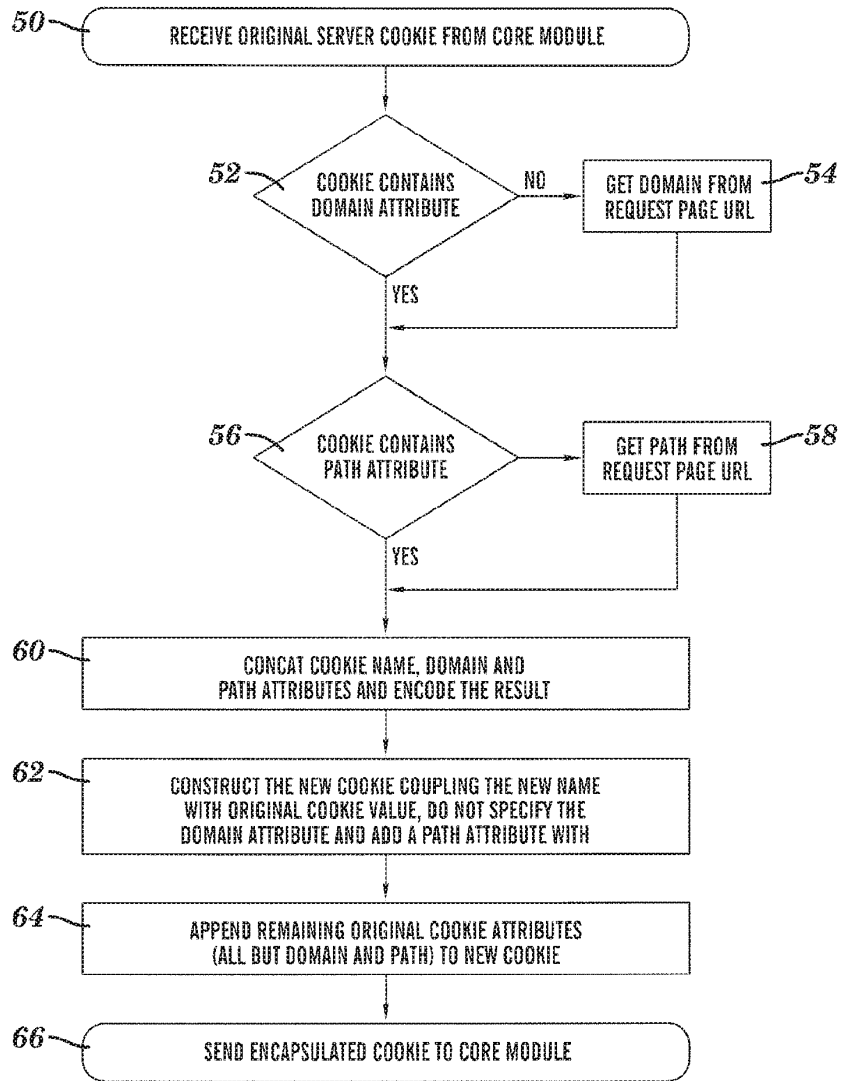 50
RECEIVE ORIGINAL SERVER COOKIE FROM CORE MODULE
52
COOKIE CONTAINS
DOMAIN ATTRIBUTE
NO
GET DOMAIN FROM
REQUEST PAGE URL
54
YES
56
COOKIE CONTAINS
PATH ATTRIBUTE
GET PATH FROM
REQUEST PAGE URL
58
YES
60
CONCAT COOKIE NAME, DOMAIN AND
PATH ATTRIBUTES AND ENCODE THE RESULT
62
CONSTRUCT THE NEW COOKIE COUPLING THE NEW NAME
WITH ORIGINAL COOKIE VALUE, DO NOT SPECIFY THE
DOMAIN ATTRIBUTE AND ADD A PATH ATTRIBUTE WITH
64
APPEND REMAINING ORIGINAL COOKIE ATTRIBUTES
(ALL BUT DOMAIN AND PATH) TO NEW COOKIE
66
SEND ENCAPSULATED COOKIE TO CORE MODULE